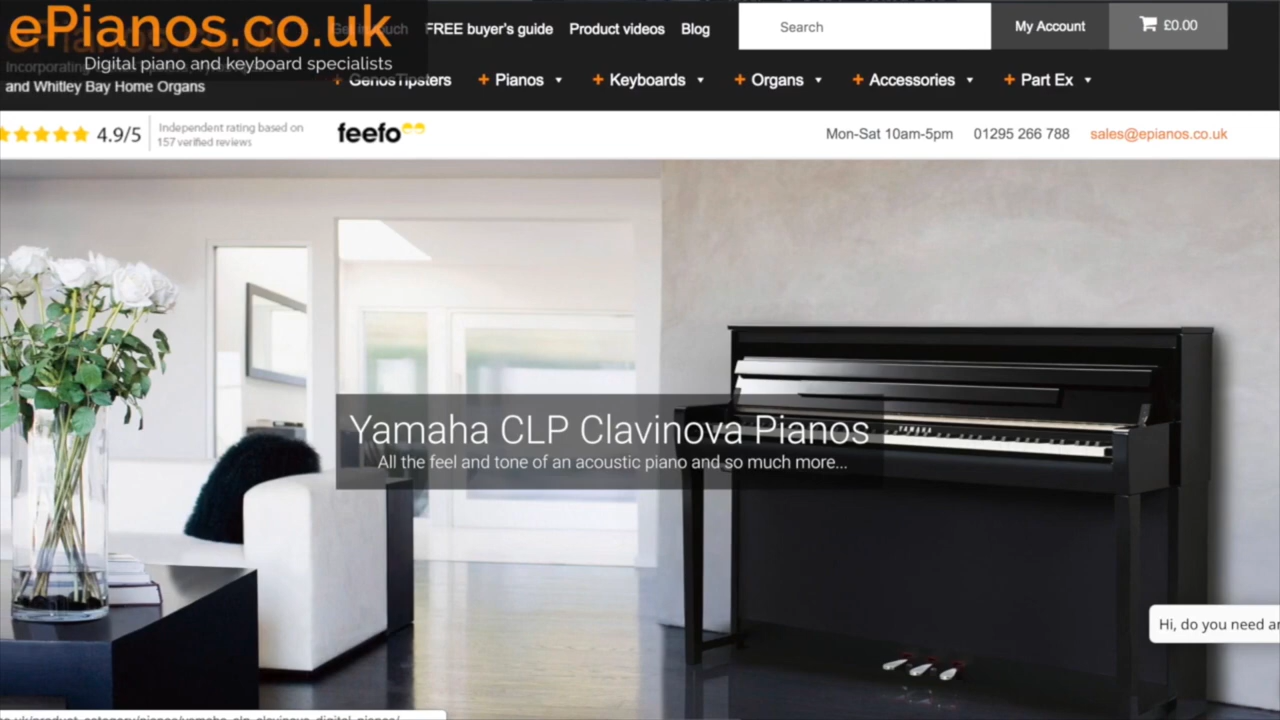 ePianos.co.uk
Digital piano and keyboard specialists
Incorporating
and Whitley Bay Home Organs
FREE buyer's guide
Product videos
Blog
Search
My Account
£0.00
+ GenosTipsters
+ Pianos
+ Keyboards
+ Organs
+ Accessories
+ Part Ex
4.9/5
Independent rating based on
157 verified reviews
feefo
Mon-Sat 10am-5pm
01295 266 788
sales@epianos.co.uk
Yamaha CLP Clavinova Pianos
All the feel and tone of an acoustic piano and so much more...
YAMAHA
Hi, do you need